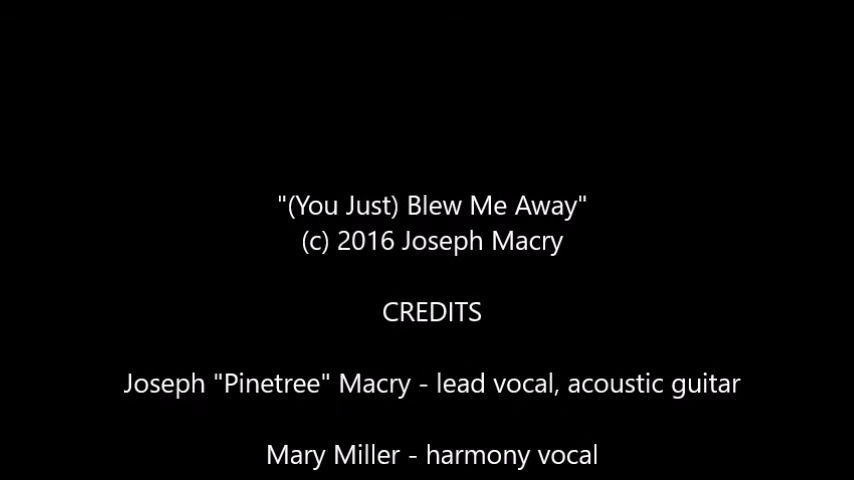 "(You Just) Blew Me Away"
(c) 2016 Joseph Macry
CREDITS
Joseph "Pinetree" Macry - lead vocal, acoustic guitar
Mary Miller - harmony vocal